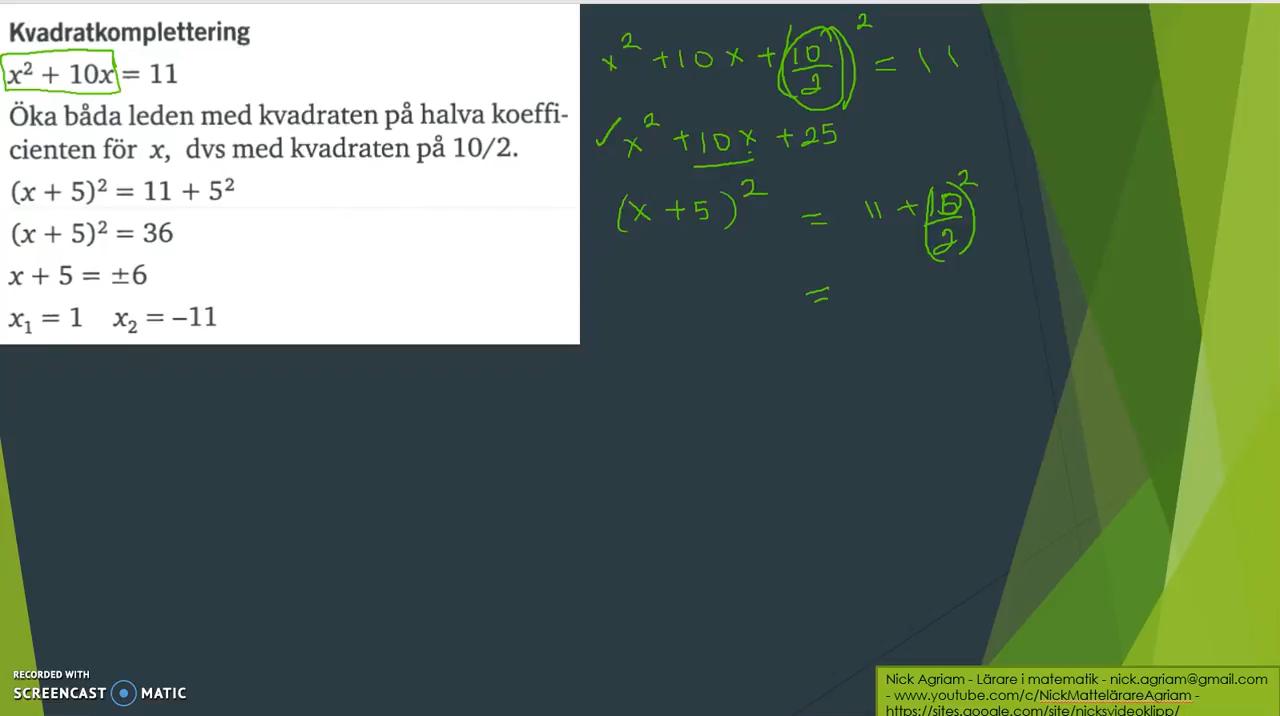 Kvadratkomplettering
x² + 10x = 11
Öka båda leden med kvadraten på halva koeffi-
cienten för x, dvs med kvadraten på 10/2.
(x + 5)² = 11 + 5²
(x + 5)² = 36
x + 5 = ±6
x₁ = 1 x₂ = –11
x² + 10x + (10/2)² = 11
✓ x² + 10x + 25
(x + 5)² = 11 + (10/2)²
=
RECORDED WITH
SCREENCAST MATIC
Nick Agriam - Lärare i matematik - nick.agriam@gmail.com
- www.youtube.com/c/NickMattelärareAgriam -
https://sites.google.com/site/nicksvideoklipp/